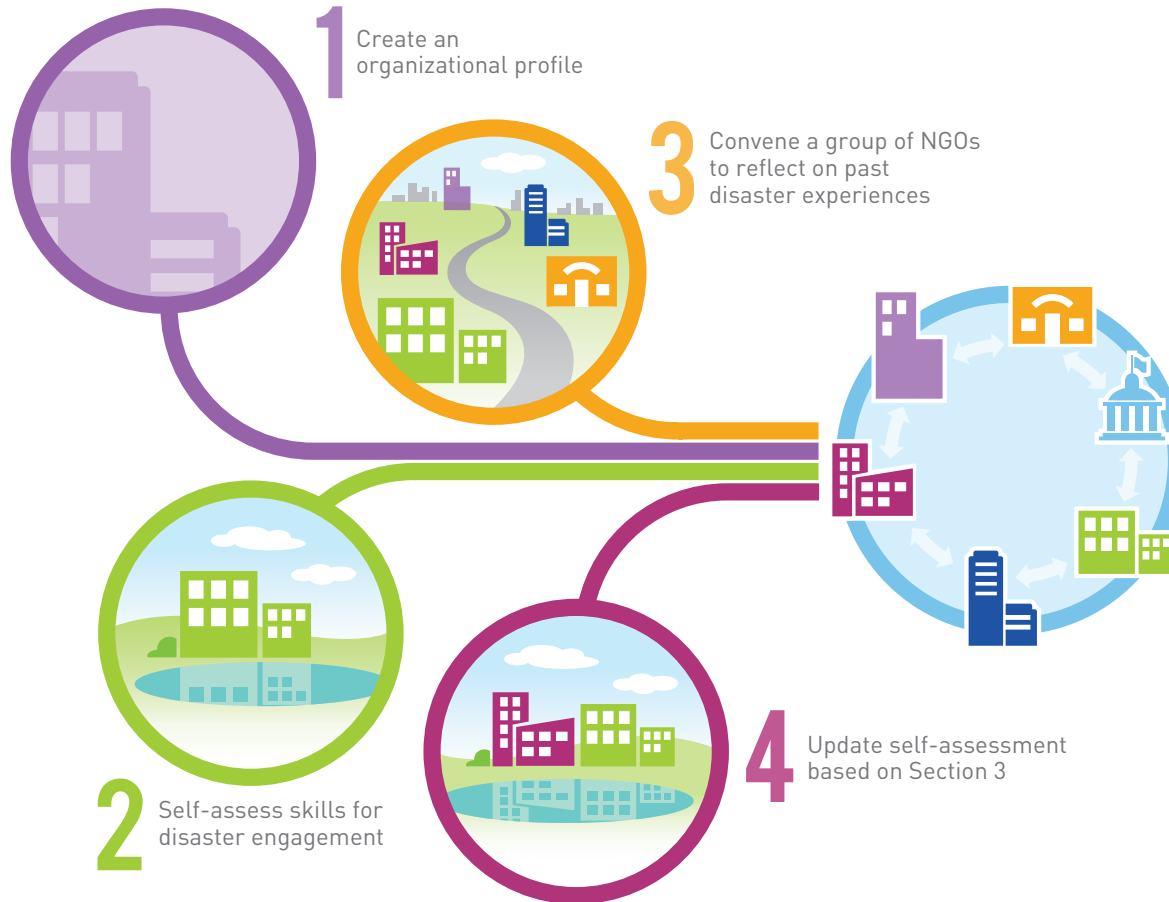 1
Create an
organizational profile
3
Convene a group of NGOs
to reflect on past
disaster experiences
2
Self-assess skills for
disaster engagement
4
Update self-assessment
based on Section 3